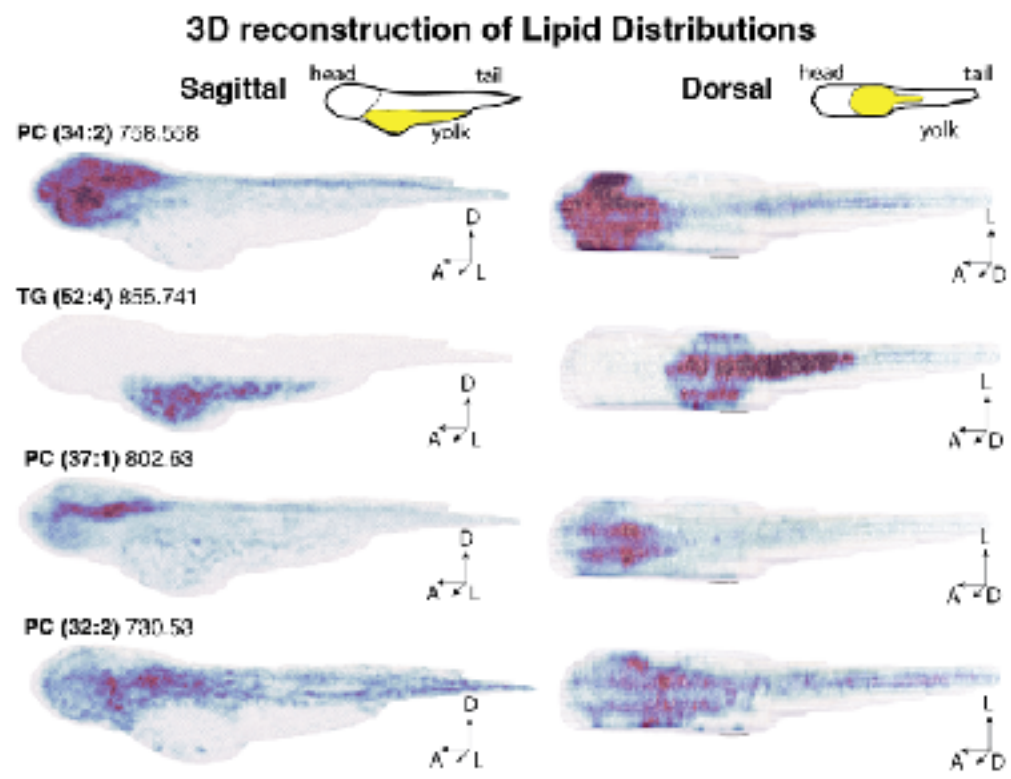 3D reconstruction of Lipid Distributions
Sagittal
head
tail
yolk
Dorsal
head
tail
yolk
PC (34:2) 758.558
D
A
L
L
A
D
TG (52:4) 855.741
D
A
L
L
A
D
PC (37:1) 802.63
D
A
L
L
A
D
PC (32:2) 730.53
D
A
L
L
A
D